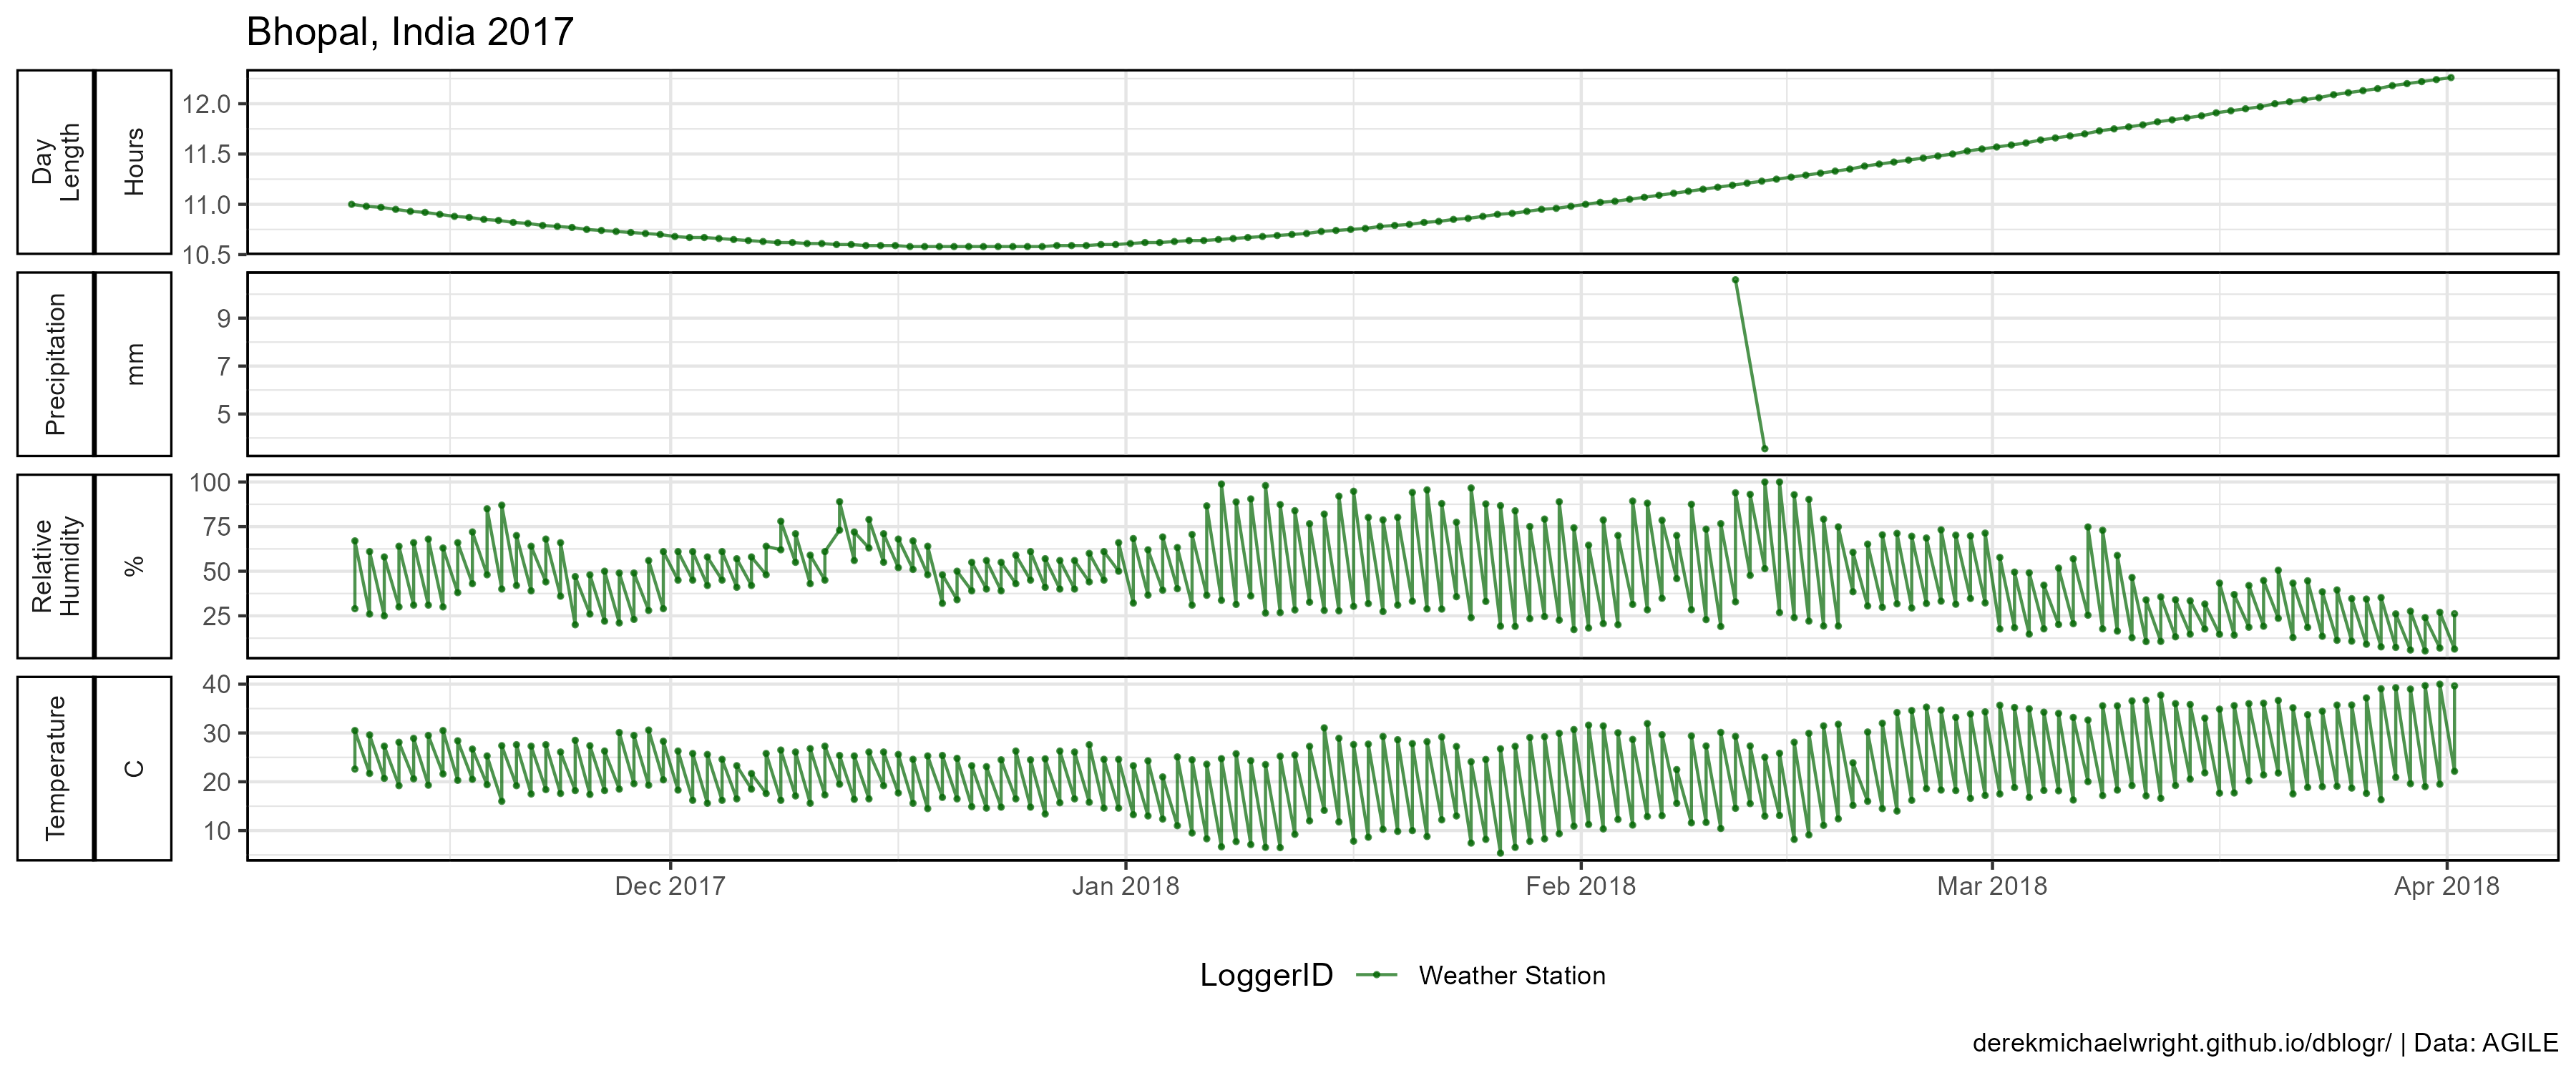 Bhopal, India 2017
Day
Length
Hours
12.0
11.5
11.0
10.5
Precipitation
mm
9
7
5
Relative
Humidity
%
100
75
50
25
Temperature
C
40
30
20
10
Dec 2017
Jan 2018
Feb 2018
Mar 2018
Apr 2018
LoggerID
Weather Station
derekmichaelwright.github.io/dblogr/ | Data: AGILE